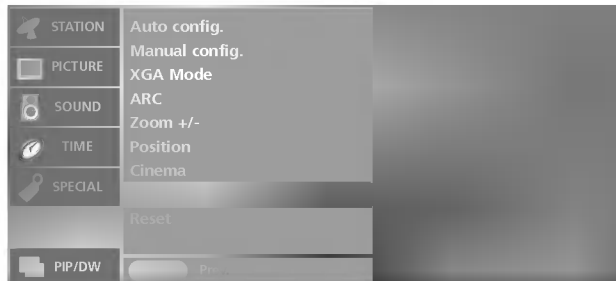 STATION
PICTURE
SOUND
TIME
SPECIAL
PIP/DW
Auto config.
Manual config.
XGA Mode
ARC
Zoom +/-
Position
Cinema
Reset